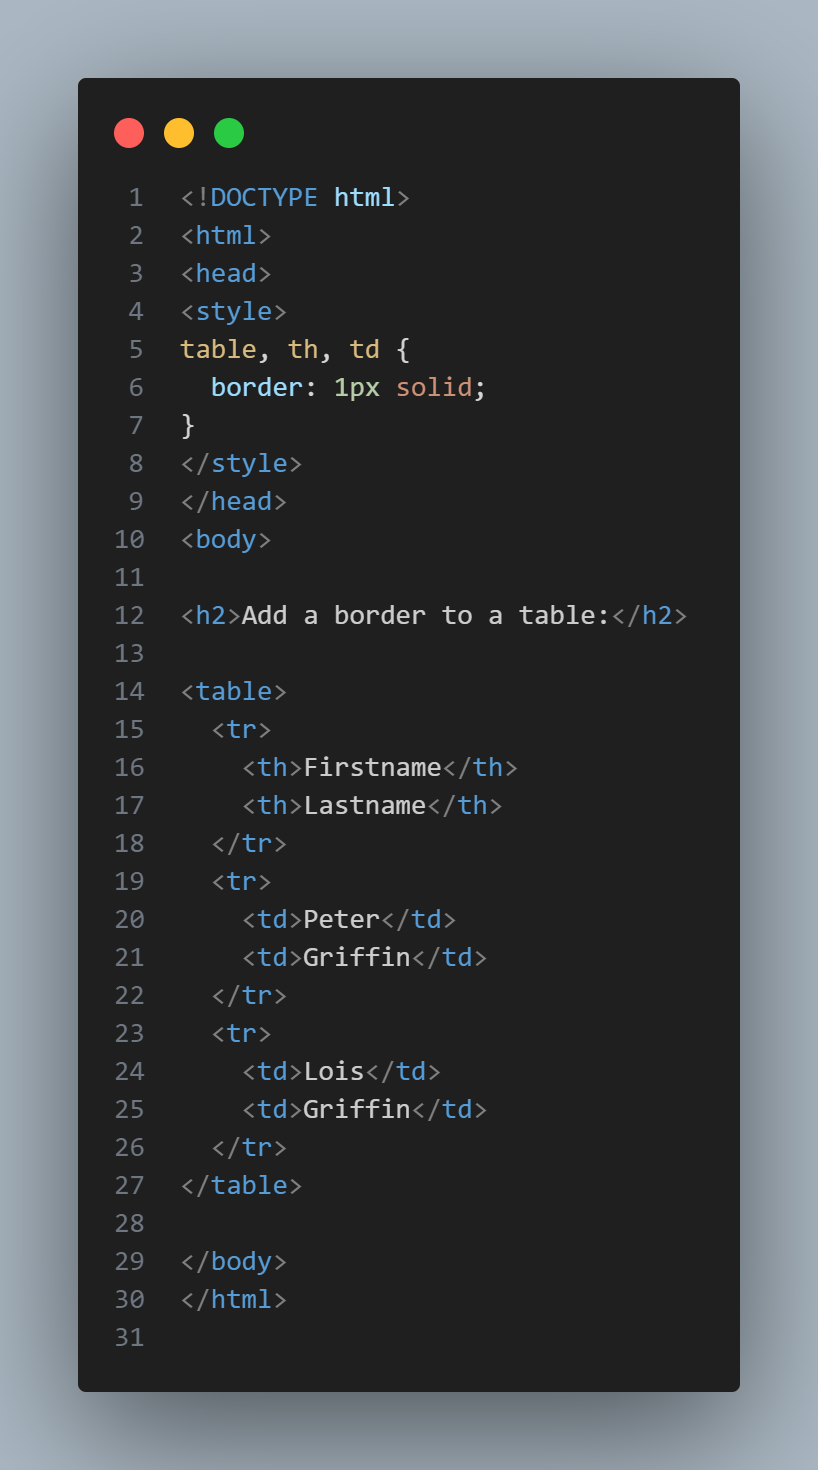 1 <!DOCTYPE html>
2 <html>
3 <head>
4 <style>
5 table, th, td {
6   border: 1px solid;
7 }
8 </style>
9 </head>
10 <body>
11
12 <h2>Add a border to a table:</h2>
13
14 <table>
15   <tr>
16     <th>Firstname</th>
17     <th>Lastname</th>
18   </tr>
19   <tr>
20     <td>Peter</td>
21     <td>Griffin</td>
22   </tr>
23   <tr>
24     <td>Lois</td>
25     <td>Griffin</td>
26   </tr>
27 </table>
28
29 </body>
30 </html>
31